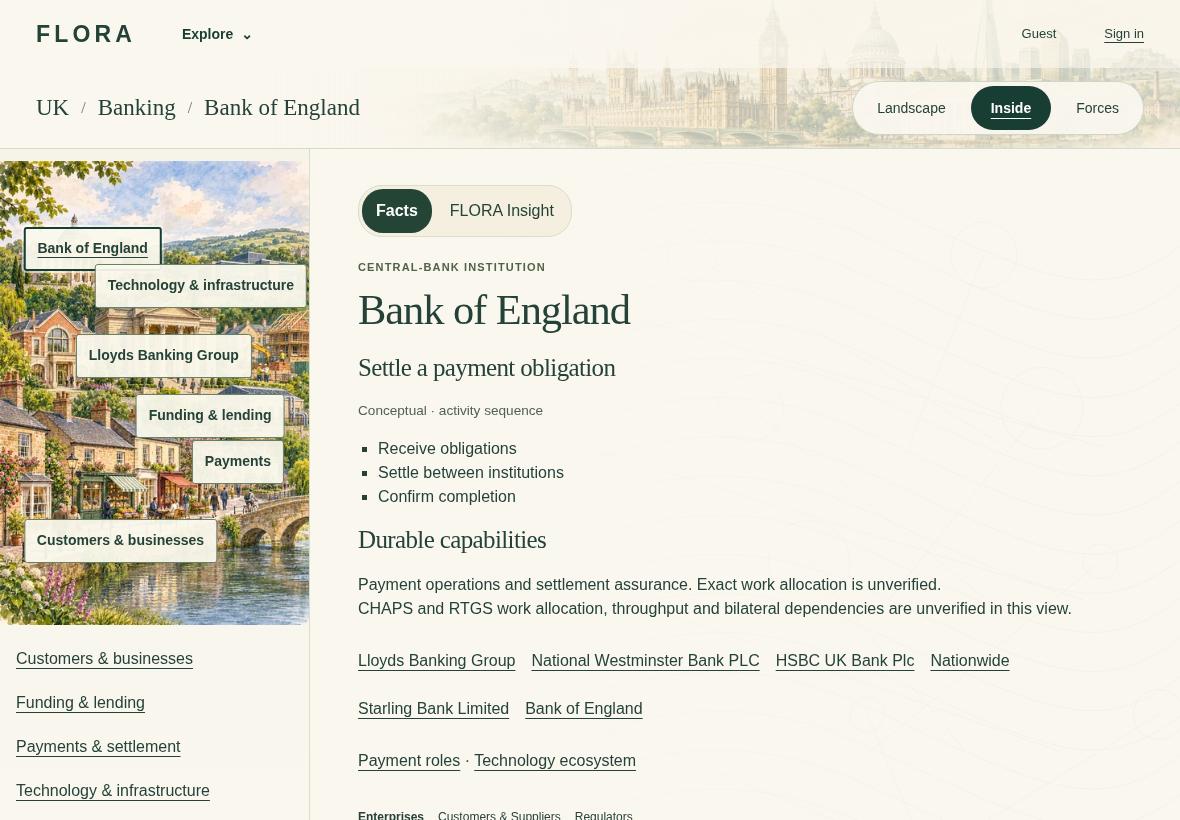 FLORA
Explore ⌄
Guest
Sign in
UK / Banking / Bank of England
Landscape
Inside
Forces
Bank of England
Technology & infrastructure
Lloyds Banking Group
Funding & lending
Payments
Customers & businesses
Customers & businesses
Funding & lending
Payments & settlement
Technology & infrastructure
Facts
FLORA Insight
CENTRAL-BANK INSTITUTION
Bank of England
Settle a payment obligation
Conceptual · activity sequence
Receive obligations
Settle between institutions
Confirm completion
Durable capabilities
Payment operations and settlement assurance. Exact work allocation is unverified.
CHAPS and RTGS work allocation, throughput and bilateral dependencies are unverified in this view.
Lloyds Banking Group National Westminster Bank PLC HSBC UK Bank Plc Nationwide
Starling Bank Limited Bank of England
Payment roles · Technology ecosystem
Enterprises Customers & Suppliers Regulators